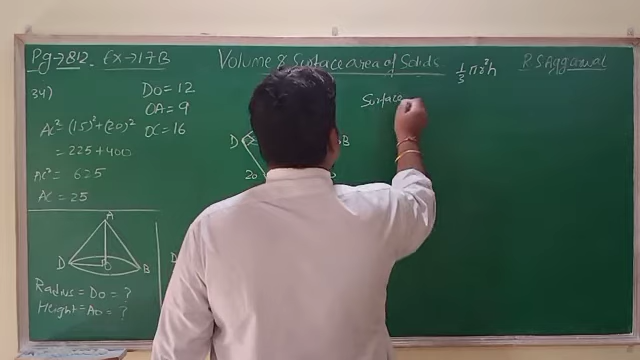 Pg→812. Ex→17B
Volume & Surface area of Solids
R S Aggarwal
34)
AC² = (15)² + (20)²
= 225 + 400
AC² = 625
AC = 25
DO = 12
OA = 9
OC = 16
1/3 πr²h
Surface
D
B
20
A
D
O
B
Radius = DO = ?
Height = AO = ?
D